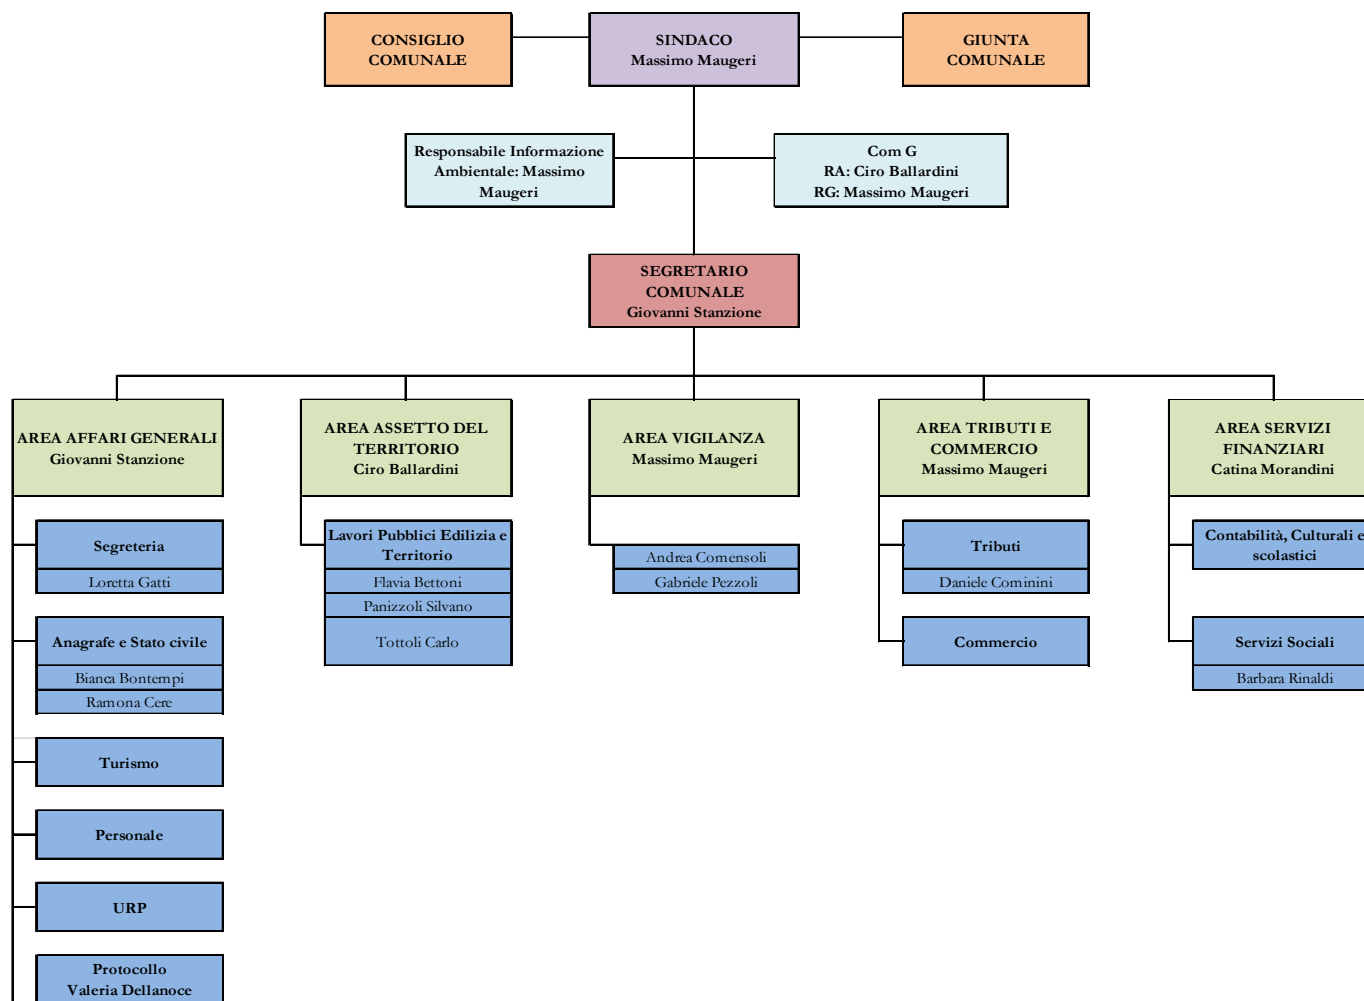 CONSIGLIO
COMUNALE
SINDACO
Massimo Maugeri
GIUNTA
COMUNALE
Responsabile Informazione
Ambientale: Massimo
Maugeri
Com G
RA: Ciro Ballardini
RG: Massimo Maugeri
SEGRETARIO
COMUNALE
Giovanni Stanzione
AREA AFFARI GENERALI
Giovanni Stanzione
Segreteria
Loretta Gatti
Anagrafe e Stato civile
Bianca Bontempi
Ramona Cere
Turismo
Personale
URP
Protocollo
Valeria Dellanoce
AREA ASSETTO DEL
TERRITORIO
Ciro Ballardini
Lavori Pubblici Edilizia e
Territorio
Flavia Bettoni
Panizzoli Silvano
Tottoli Carlo
AREA VIGILANZA
Massimo Maugeri
Andrea Comensoli
Gabriele Pezzoli
AREA TRIBUTI E
COMMERCIO
Massimo Maugeri
Tributi
Daniele Cominini
Commercio
AREA SERVIZI
FINANZIARI
Catina Morandini
Contabilità, Culturali e
scolastici
Servizi Sociali
Barbara Rinaldi